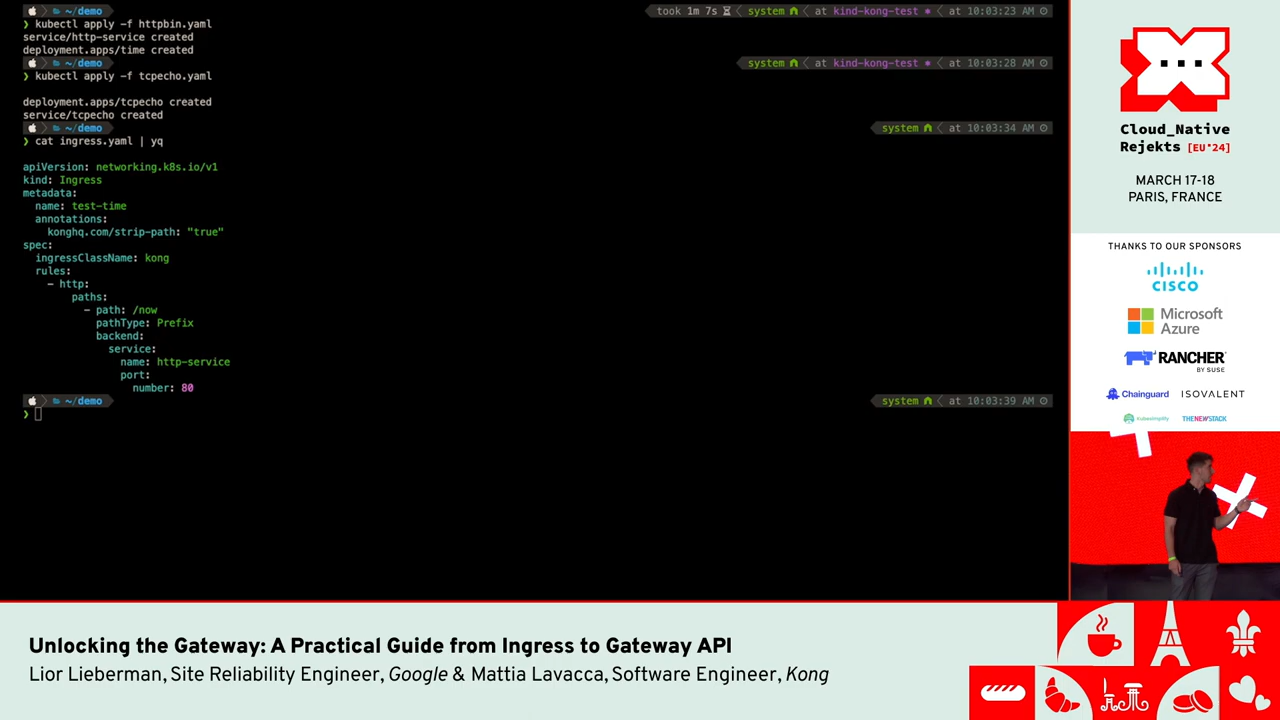 ~/demo took 1m 7s system at kind-kong-test at 10:03:23 AM
❯ kubectl apply -f httpbin.yaml
service/http-service created
deployment.apps/time created
~/demo system at kind-kong-test at 10:03:28 AM
❯ kubectl apply -f tcpecho.yaml
deployment.apps/tcpecho created
service/tcpecho created
~/demo system at 10:03:34 AM
❯ cat ingress.yaml | yq
apiVersion: networking.k8s.io/v1
kind: Ingress
metadata:
  name: test-time
  annotations:
    konghq.com/strip-path: "true"
spec:
  ingressClassName: kong
  rules:
    - http:
        paths:
          - path: /now
            pathType: Prefix
            backend:
              service:
                name: http-service
                port:
                  number: 80
~/demo system at 10:03:39 AM
❯
Cloud_Native
Rejekts [EU'24]
MARCH 17-18
PARIS, FRANCE
THANKS TO OUR SPONSORS
CISCO
Microsoft
Azure
RANCHER
BY SUSE
Chainguard ISOVALENT
Kubesimplify THENEWSTACK
Unlocking the Gateway: A Practical Guide from Ingress to Gateway API
Lior Lieberman, Site Reliability Engineer, Google & Mattia Lavacca, Software Engineer, Kong